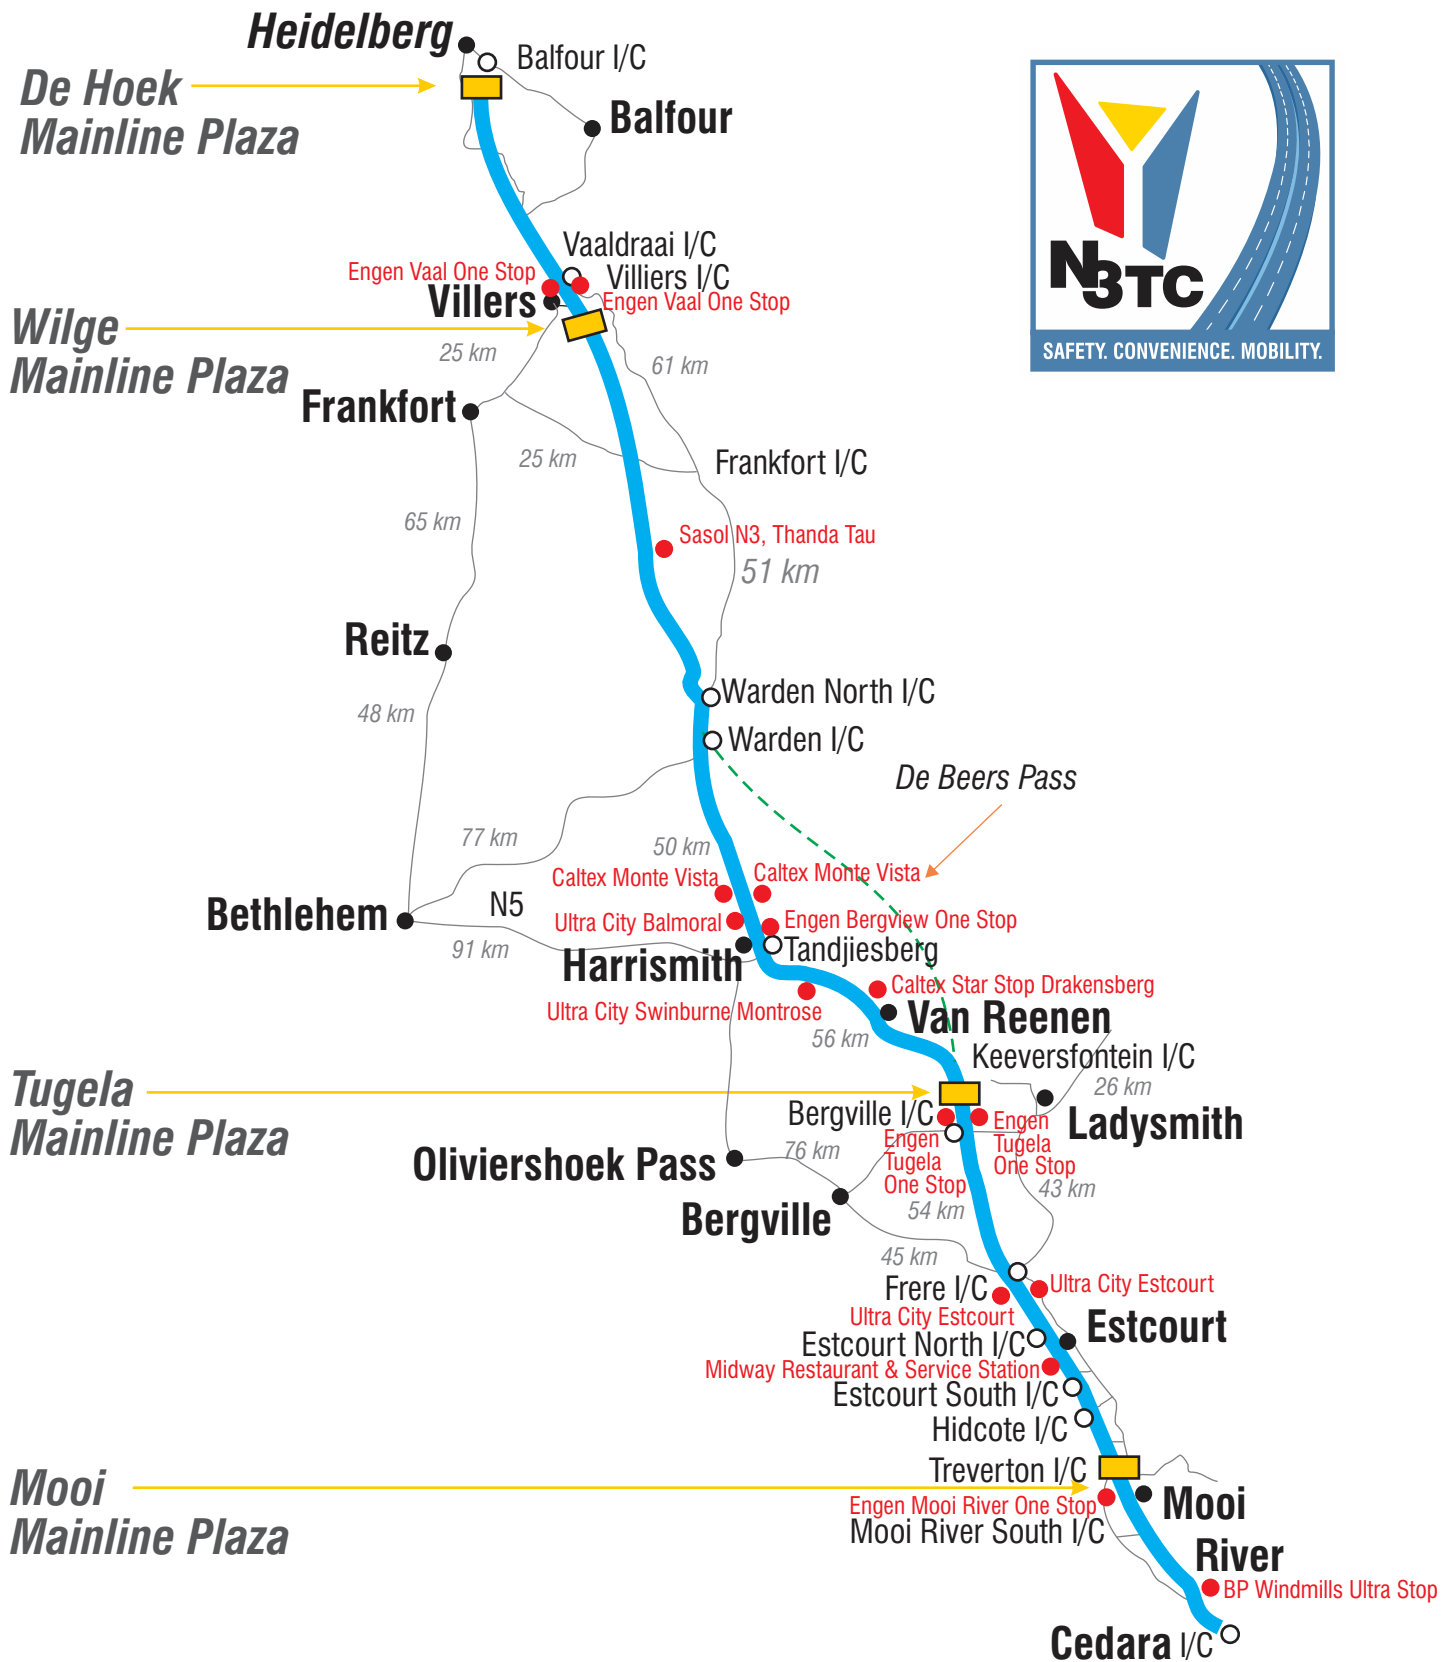 Heidelberg
Balfour I/C
De Hoek
Mainline Plaza
Balfour
N3TC
SAFETY. CONVENIENCE. MOBILITY.
Vaaldraai I/C
Engen Vaal One Stop
Villiers I/C
Villers
Engen Vaal One Stop
Wilge
Mainline Plaza
25 km
61 km
Frankfort
25 km
Frankfort I/C
65 km
Sasol N3, Thanda Tau
51 km
Reitz
Warden North I/C
48 km
Warden I/C
De Beers Pass
77 km
50 km
Caltex Monte Vista
Caltex Monte Vista
N5
Bethlehem
Ultra City Balmoral
Engen Bergview One Stop
91 km
Tandjiesberg
Harrismith
Caltex Star Stop Drakensberg
Ultra City Swinburne Montrose
Van Reenen
56 km
Keeversfontein I/C
Tugela
Mainline Plaza
26 km
Bergville I/C
Ladysmith
Engen
Tugela
One Stop
Engen
Tugela
One Stop
76 km
Oliviershoek Pass
43 km
Bergville
54 km
45 km
Frere I/C
Ultra City Estcourt
Ultra City Estcourt
Estcourt
Estcourt North I/C
Midway Restaurant & Service Station
Estcourt South I/C
Hidcote I/C
Treverton I/C
Mooi
Mainline Plaza
Engen Mooi River One Stop
Mooi
River
Mooi River South I/C
BP Windmills Ultra Stop
Cedara I/C